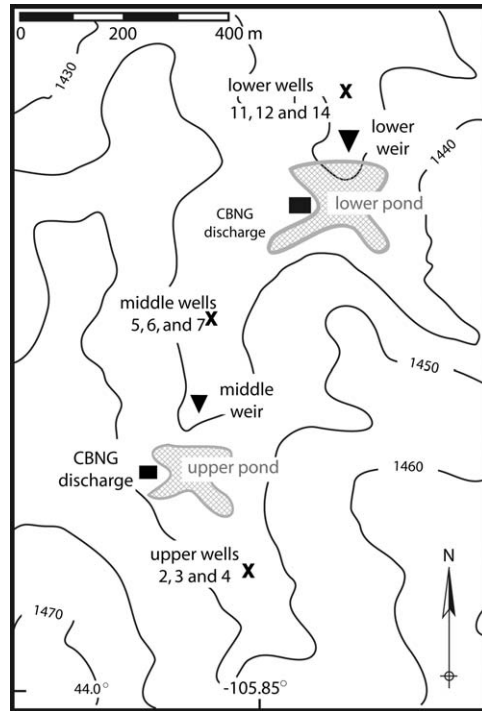 0 200 400 m
1430
lower wells
11, 12 and 14
X
lower
weir
1440
CBNG
discharge
lower pond
middle wells
5, 6, and 7
X
1450
middle
weir
CBNG
discharge
upper pond
1460
upper wells
2, 3 and 4
X
N
1470
44.0°
-105.85°